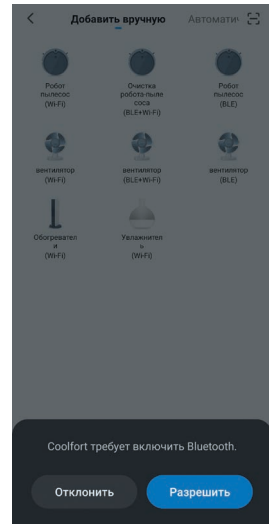 Добавить вручную Автомати
Робот Очистка Робот
пылесос робота-пыле пылесос
(Wi-Fi) соса (BLE)
(BLE+Wi-Fi)
вентилятор вентилятор вентилятор
(Wi-Fi) (BLE+Wi-Fi) (BLE)
Обогревател Увлажнител
и ь
(Wi-Fi) (Wi-Fi)
Coolfort требует включить Bluetooth.
Отклонить Разрешить